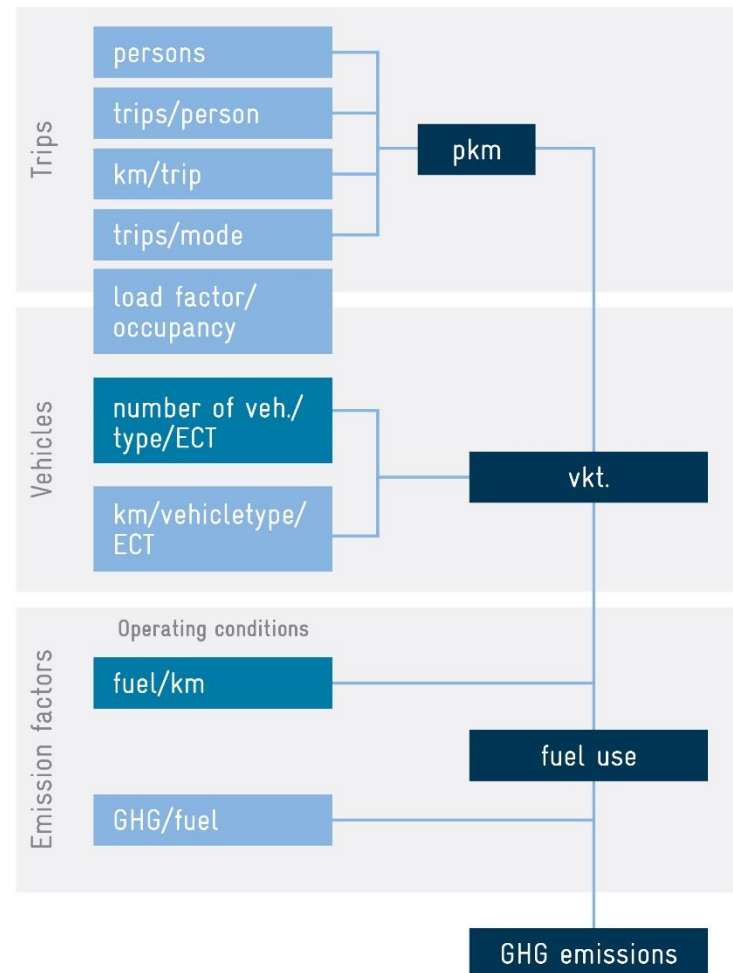 Trips
persons
trips/person
km/trip
trips/mode
load factor/
occupancy
pkm
Vehicles
number of veh./
type/ECT
km/vehicletype/
ECT
vkt.
Emission factors
Operating conditions
fuel/km
fuel use
GHG/fuel
GHG emissions